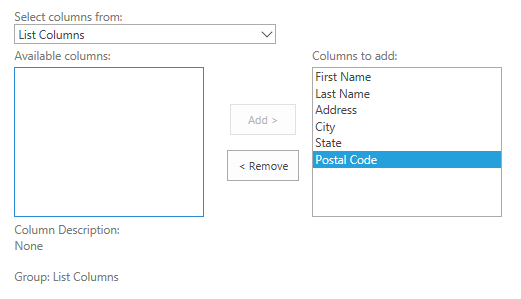 Select columns from:
List Columns
Available columns:
Columns to add:
First Name
Last Name
Address
City
State
Postal Code
Add >
< Remove
Column Description:
None
Group: List Columns